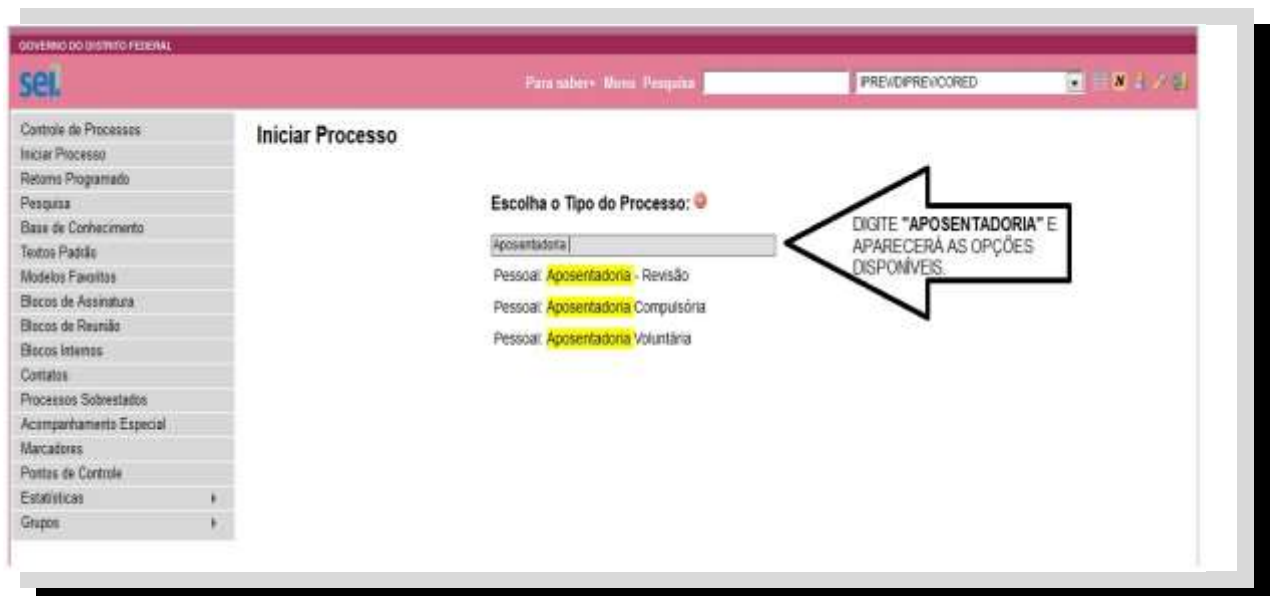 GOVERNO DO DISTRITO FEDERAL
sei.
Para saber+ Menu Pesquisa
IPREV/DIPREV/CORED
Controle de Processos
Iniciar Processo
Retorno Programado
Pesquisa
Base de Conhecimento
Textos Padrão
Modelos Favoritos
Blocos de Assinatura
Blocos de Reunião
Blocos Internos
Contatos
Processos Sobrestados
Acompanhamento Especial
Marcadores
Pontos de Controle
Estatísticas
Grupos
Iniciar Processo
Escolha o Tipo do Processo:
Aposentadoria
Pessoal: Aposentadoria - Revisão
Pessoal: Aposentadoria Compulsória
Pessoal: Aposentadoria Voluntária
DIGITE "APOSENTADORIA" E
APARECERÁ AS OPÇÕES
DISPONÍVEIS.